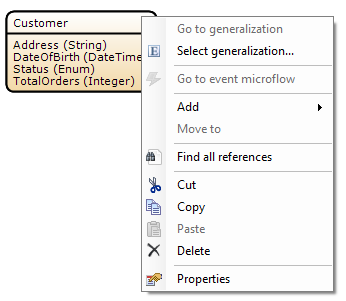 Customer
Address (String)
DateOfBirth (DateTime
Status (Enum)
TotalOrders (Integer)
Go to generalization
Select generalization...
Go to event microflow
Add
Move to
Find all references
Cut
Copy
Paste
Delete
Properties